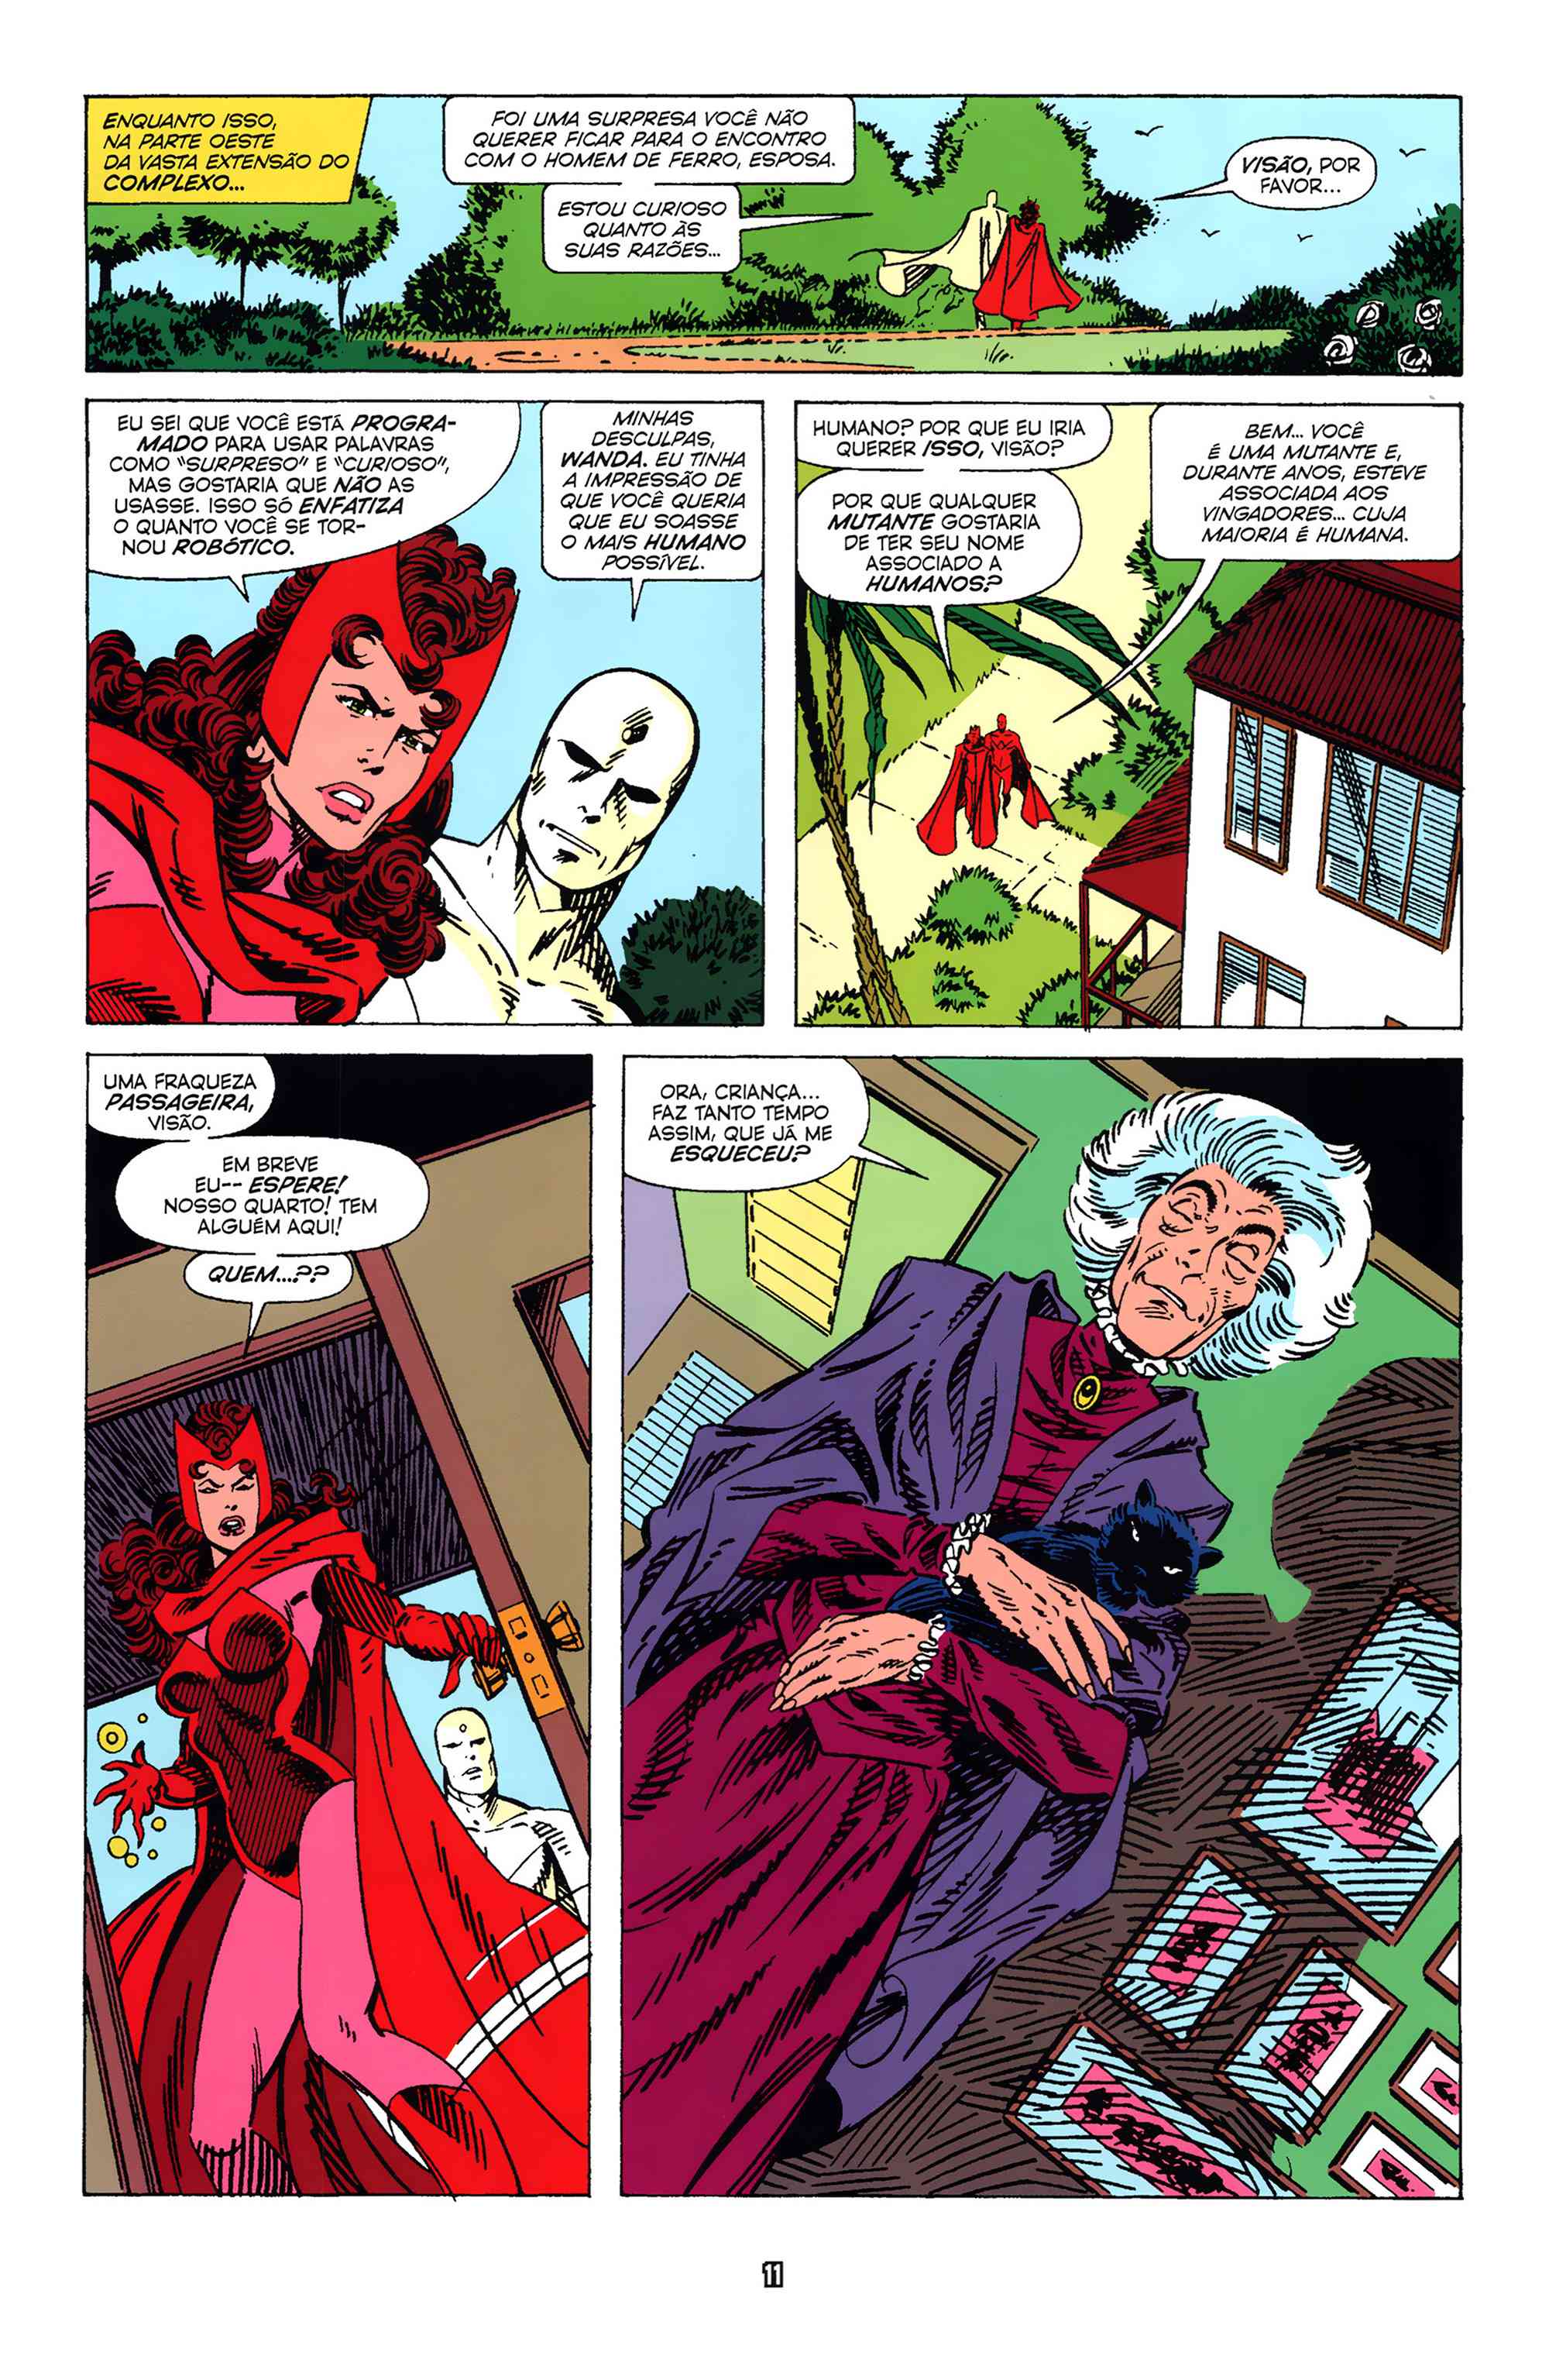 ENQUANTO ISSO,
NA PARTE OESTE
DA VASTA EXTENSÃO DO
COMPLEXO...
FOI UMA SURPRESA VOCÊ NÃO
QUERER FICAR PARA O ENCONTRO
COM O HOMEM DE FERRO, ESPOSA.
ESTOU CURIOSO
QUANTO ÀS
SUAS RAZÕES...
VISÃO, POR
FAVOR...
EU SEI QUE VOCÊ ESTÁ PROGRA-
MADO PARA USAR PALAVRAS
COMO "SURPRESO" E "CURIOSO",
MAS GOSTARIA QUE NÃO AS
USASSE. ISSO SÓ ENFATIZA
O QUANTO VOCÊ SE TOR-
NOU ROBÓTICO.
MINHAS
DESCULPAS,
WANDA. EU TINHA
A IMPRESSÃO DE
QUE VOCÊ QUERIA
QUE EU SOASSE
O MAIS HUMANO
POSSÍVEL.
HUMANO? POR QUE EU IRIA
QUERER ISSO, VISÃO?
POR QUE QUALQUER
MUTANTE GOSTARIA
DE TER SEU NOME
ASSOCIADO A
HUMANOS?
BEM... VOCÊ
É UMA MUTANTE E,
DURANTE ANOS, ESTEVE
ASSOCIADA AOS
VINGADORES... CUJA
MAIORIA É HUMANA.
UMA FRAQUEZA
PASSAGEIRA,
VISÃO.
EM BREVE
EU-- ESPERE!
NOSSO QUARTO! TEM
ALGUÉM AQUI!
QUEM...??
ORA, CRIANÇA...
FAZ TANTO TEMPO
ASSIM, QUE JÁ ME
ESQUECEU?
11